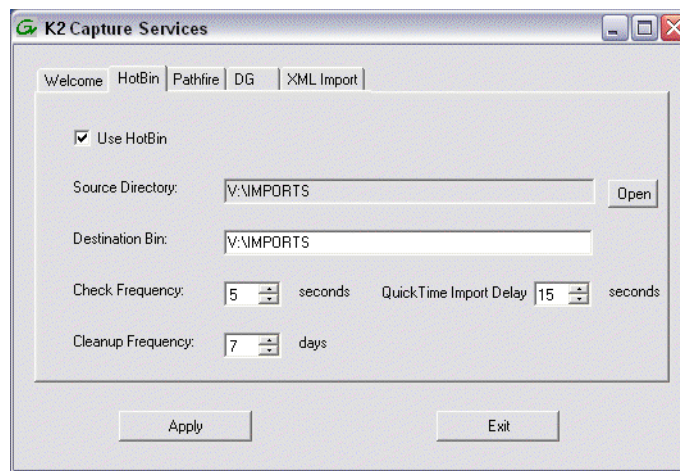 K2 Capture Services
Welcome HotBin Pathfire DG XML Import
Use HotBin
Source Directory: V:\IMPORTS Open
Destination Bin: V:\IMPORTS
Check Frequency: 5 seconds QuickTime Import Delay 15 seconds
Cleanup Frequency: 7 days
Apply Exit